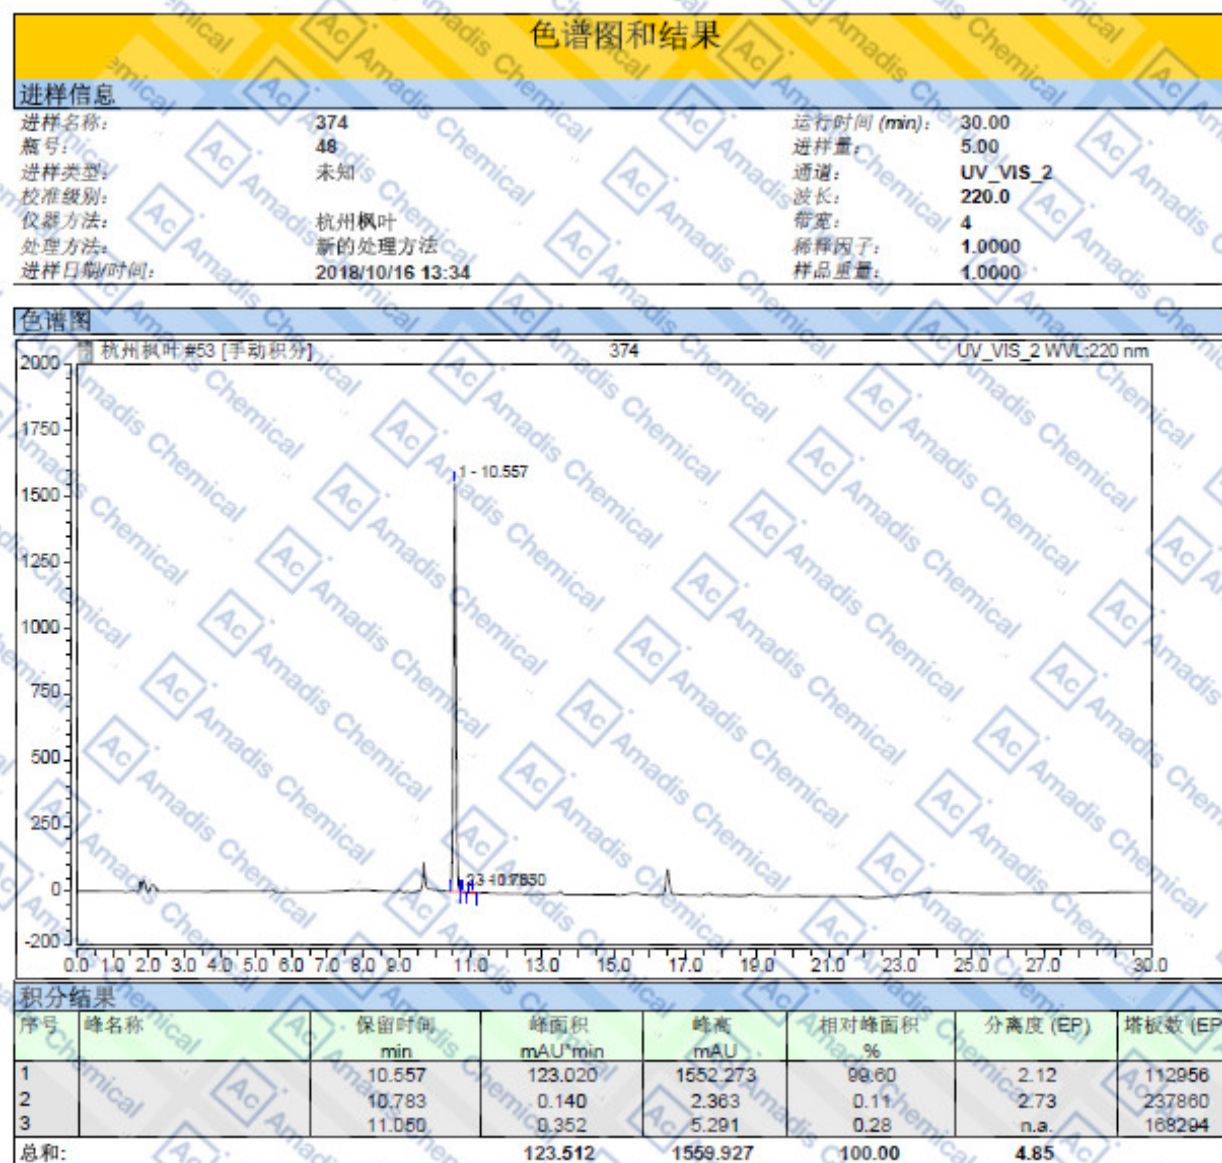 色谱图和结果
进样信息
进样名称: 374 运行时间 (min): 30.00
瓶号: 48 进样量: 5.00
进样类型: 未知 通道: UV_VIS_2
校准级别: 波长: 220.0
仪器方法: 杭州枫叶 带宽: 4
处理方法: 新的处理方法 稀释因子: 1.0000
进样日期/时间: 2018/10/16 13:34 样品重量: 1.0000
色谱图
杭州枫叶 #53 [手动积分] 374 UV_VIS_2 WVL:220 nm
2000
1750
1 - 10.557
1500
1250
1000
750
500
250
0
-200
0.0 1.0 2.0 3.0 4.0 5.0 6.0 7.0 8.0 9.0 11.0 13.0 15.0 17.0 19.0 21.0 23.0 25.0 27.0 30.0
积分结果
序号 峰名称 保留时间 峰面积 峰高 相对峰面积 分离度 (EP) 塔板数 (EP
min mAU*min mAU %
1 10.557 123.020 1552.273 99.60 2.12 112956
2 10.783 0.140 2.363 0.11 2.73 237860
3 11.050 0.352 5.291 0.28 n.a. 168294
总和: 123.512 1559.927 100.00 4.85
Ac Amadis Chemical